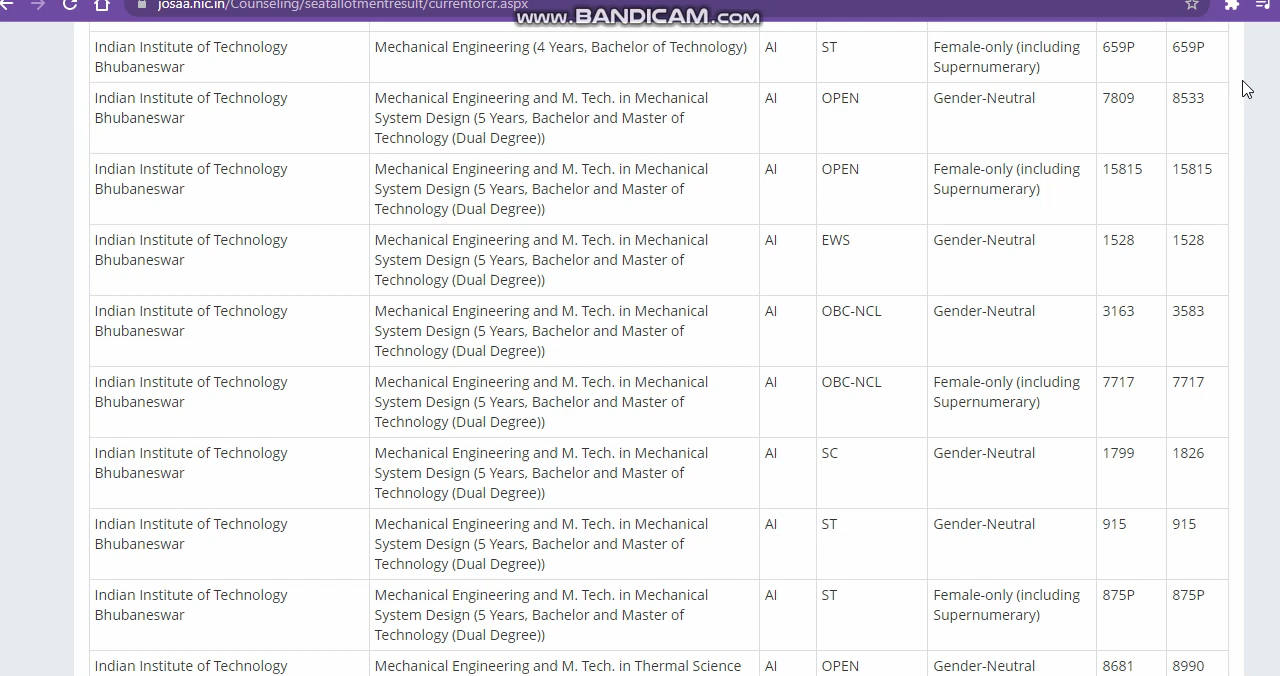 josaa.nic.in/Counseling/seatallotmentresult/currentorcr.aspx
www.BANDICAM.com
Indian Institute of Technology Mechanical Engineering (4 Years, Bachelor of Technology) AI ST Female-only (including 659P 659P
Bhubaneswar Supernumerary)
Indian Institute of Technology Mechanical Engineering and M. Tech. in Mechanical AI OPEN Gender-Neutral 7809 8533
Bhubaneswar System Design (5 Years, Bachelor and Master of
Technology (Dual Degree))
Indian Institute of Technology Mechanical Engineering and M. Tech. in Mechanical AI OPEN Female-only (including 15815 15815
Bhubaneswar System Design (5 Years, Bachelor and Master of Supernumerary)
Technology (Dual Degree))
Indian Institute of Technology Mechanical Engineering and M. Tech. in Mechanical AI EWS Gender-Neutral 1528 1528
Bhubaneswar System Design (5 Years, Bachelor and Master of
Technology (Dual Degree))
Indian Institute of Technology Mechanical Engineering and M. Tech. in Mechanical AI OBC-NCL Gender-Neutral 3163 3583
Bhubaneswar System Design (5 Years, Bachelor and Master of
Technology (Dual Degree))
Indian Institute of Technology Mechanical Engineering and M. Tech. in Mechanical AI OBC-NCL Female-only (including 7717 7717
Bhubaneswar System Design (5 Years, Bachelor and Master of Supernumerary)
Technology (Dual Degree))
Indian Institute of Technology Mechanical Engineering and M. Tech. in Mechanical AI SC Gender-Neutral 1799 1826
Bhubaneswar System Design (5 Years, Bachelor and Master of
Technology (Dual Degree))
Indian Institute of Technology Mechanical Engineering and M. Tech. in Mechanical AI ST Gender-Neutral 915 915
Bhubaneswar System Design (5 Years, Bachelor and Master of
Technology (Dual Degree))
Indian Institute of Technology Mechanical Engineering and M. Tech. in Mechanical AI ST Female-only (including 875P 875P
Bhubaneswar System Design (5 Years, Bachelor and Master of Supernumerary)
Technology (Dual Degree))
Indian Institute of Technology Mechanical Engineering and M. Tech. in Thermal Science AI OPEN Gender-Neutral 8681 8990